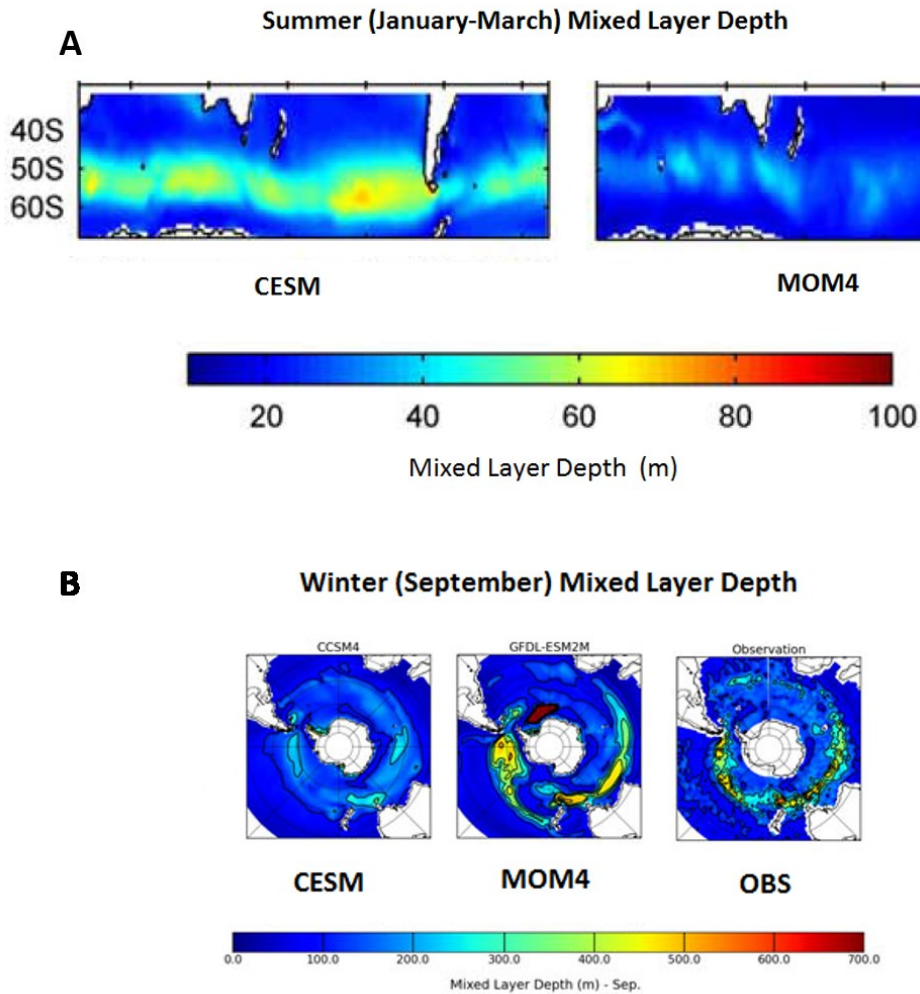 A
Summer (January-March) Mixed Layer Depth
40S
50S
60S
CESM
MOM4
20 40 60 80 100
Mixed Layer Depth (m)
B
Winter (September) Mixed Layer Depth
CCSM4 GFDL-ESM2M Observation
CESM MOM4 OBS
0.0 100.0 200.0 300.0 400.0 500.0 600.0 700.0
Mixed Layer Depth (m) - Sep.